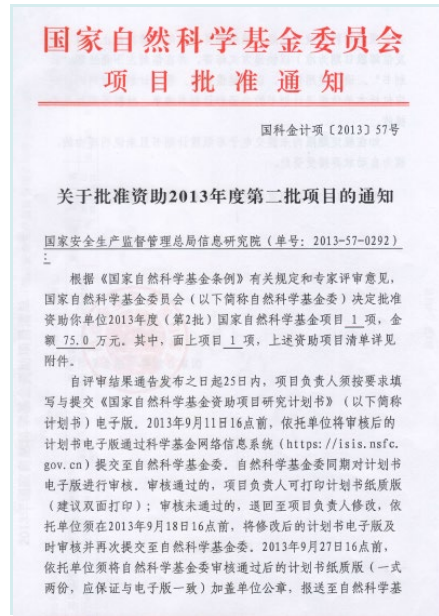 国家自然科学基金委员会
项目批准通知
国科金计项〔2013〕57号
关于批准资助2013年度第二批项目的通知
国家安全生产监督管理总局信息研究院（单号：2013-57-0292）
：
根据《国家自然科学基金条例》有关规定和专家评审意见，
国家自然科学基金委员会（以下简称自然科学基金委）决定批准
资助你单位2013年度（第2批）国家自然科学基金项目 1 项，金
额 75.0 万元。其中，面上项目 1 项，上述资助项目清单详见
附件。
自评审结果通告发布之日起25日内，项目负责人须按要求填
写与提交《国家自然科学基金资助项目研究计划书》（以下简称
计划书）电子版。2013年9月11日16点前，依托单位将审核后的
计划书电子版通过科学基金网络信息系统（https://isis.nsfc.
gov.cn）提交至自然科学基金委。自然科学基金委同期对计划书
电子版进行审核。审核通过的，项目负责人可打印计划书纸质版
（建议双面打印）；审核未通过的，退回至项目负责人修改，依
托单位须在2013年9月18日16点前，将修改后的计划书电子版及
时审核并再次提交至自然科学基金委。2013年9月27日16点前，
依托单位须将自然科学基金委审核通过后的计划书纸质版（一式
两份，应保证与电子版一致）加盖单位公章，报送至自然科学基